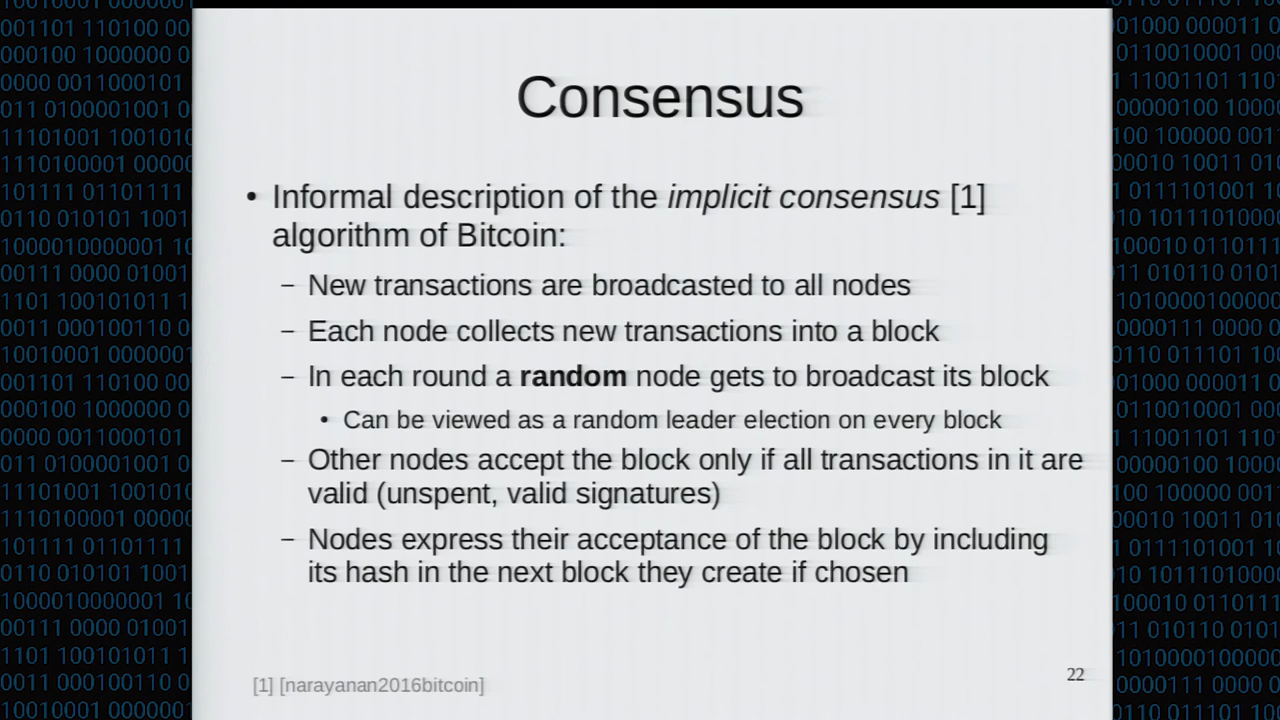 Consensus
• Informal description of the implicit consensus [1]
algorithm of Bitcoin:
– New transactions are broadcasted to all nodes
– Each node collects new transactions into a block
– In each round a random node gets to broadcast its block
• Can be viewed as a random leader election on every block
– Other nodes accept the block only if all transactions in it are
valid (unspent, valid signatures)
– Nodes express their acceptance of the block by including
its hash in the next block they create if chosen
[1] [narayanan2016bitcoin]
22